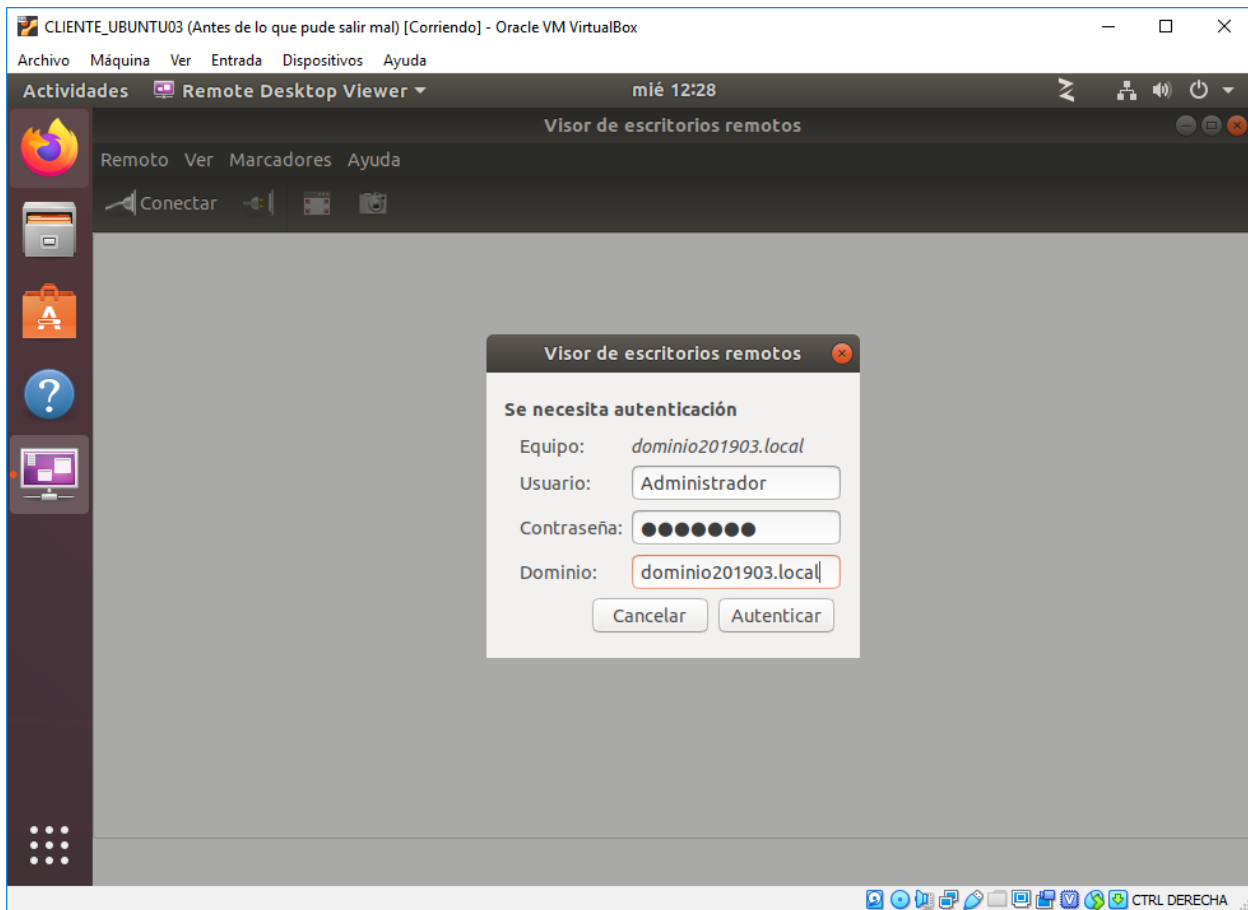 CLIENTE_UBUNTU03 (Antes de lo que pude salir mal) [Corriendo] - Oracle VM VirtualBox
Archivo Máquina Ver Entrada Dispositivos Ayuda
Actividades Remote Desktop Viewer mié 12:28
Visor de escritorios remotos
Remoto Ver Marcadores Ayuda
Conectar
Visor de escritorios remotos
Se necesita autenticación
Equipo: dominio201903.local
Usuario: Administrador
Contraseña: ●●●●●●●
Dominio: dominio201903.local
Cancelar Autenticar
CTRL DERECHA